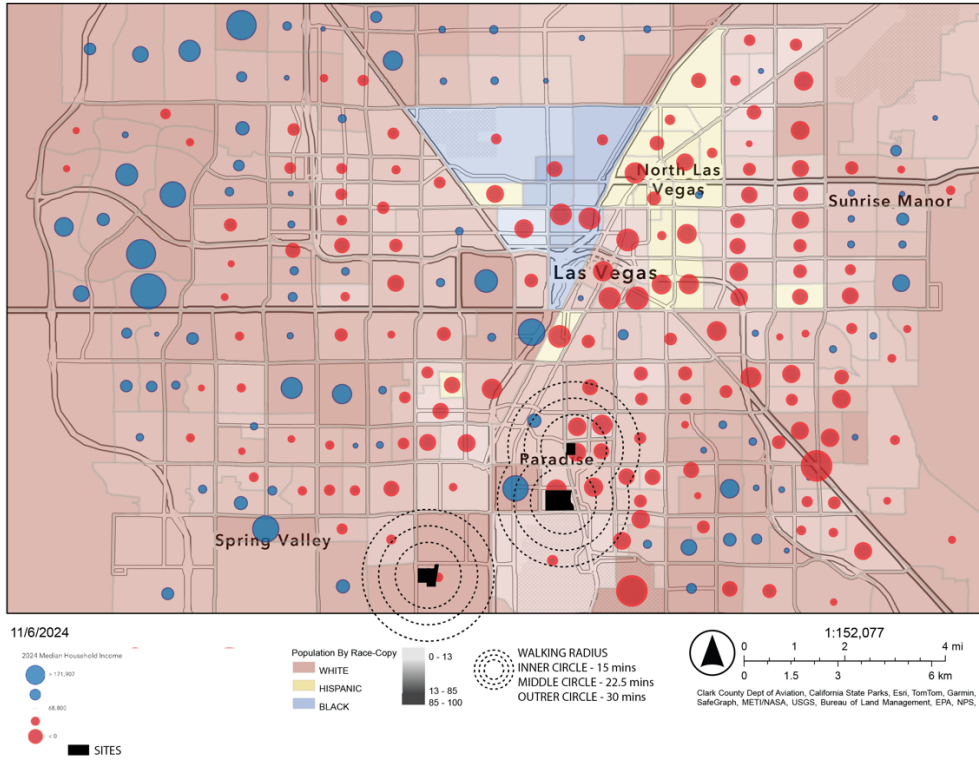 North Las
Vegas
Sunrise Manor
Las Vegas
Paradise
Spring Valley
11/6/2024
2024 Median Household Income
> 171,907
68,800
< 0
SITES
Population By Race-Copy
WHITE
HISPANIC
BLACK
0 - 13
13 - 85
85 - 100
WALKING RADIUS
INNER CIRCLE - 15 mins
MIDDLE CIRCLE - 22.5 mins
OUTRER CIRCLE - 30 mins
1:152,077
0 1 2 4 mi
0 1.5 3 6 km
Clark County Dept of Aviation, California State Parks, Esri, TomTom, Garmin,
SafeGraph, METI/NASA, USGS, Bureau of Land Management, EPA, NPS,